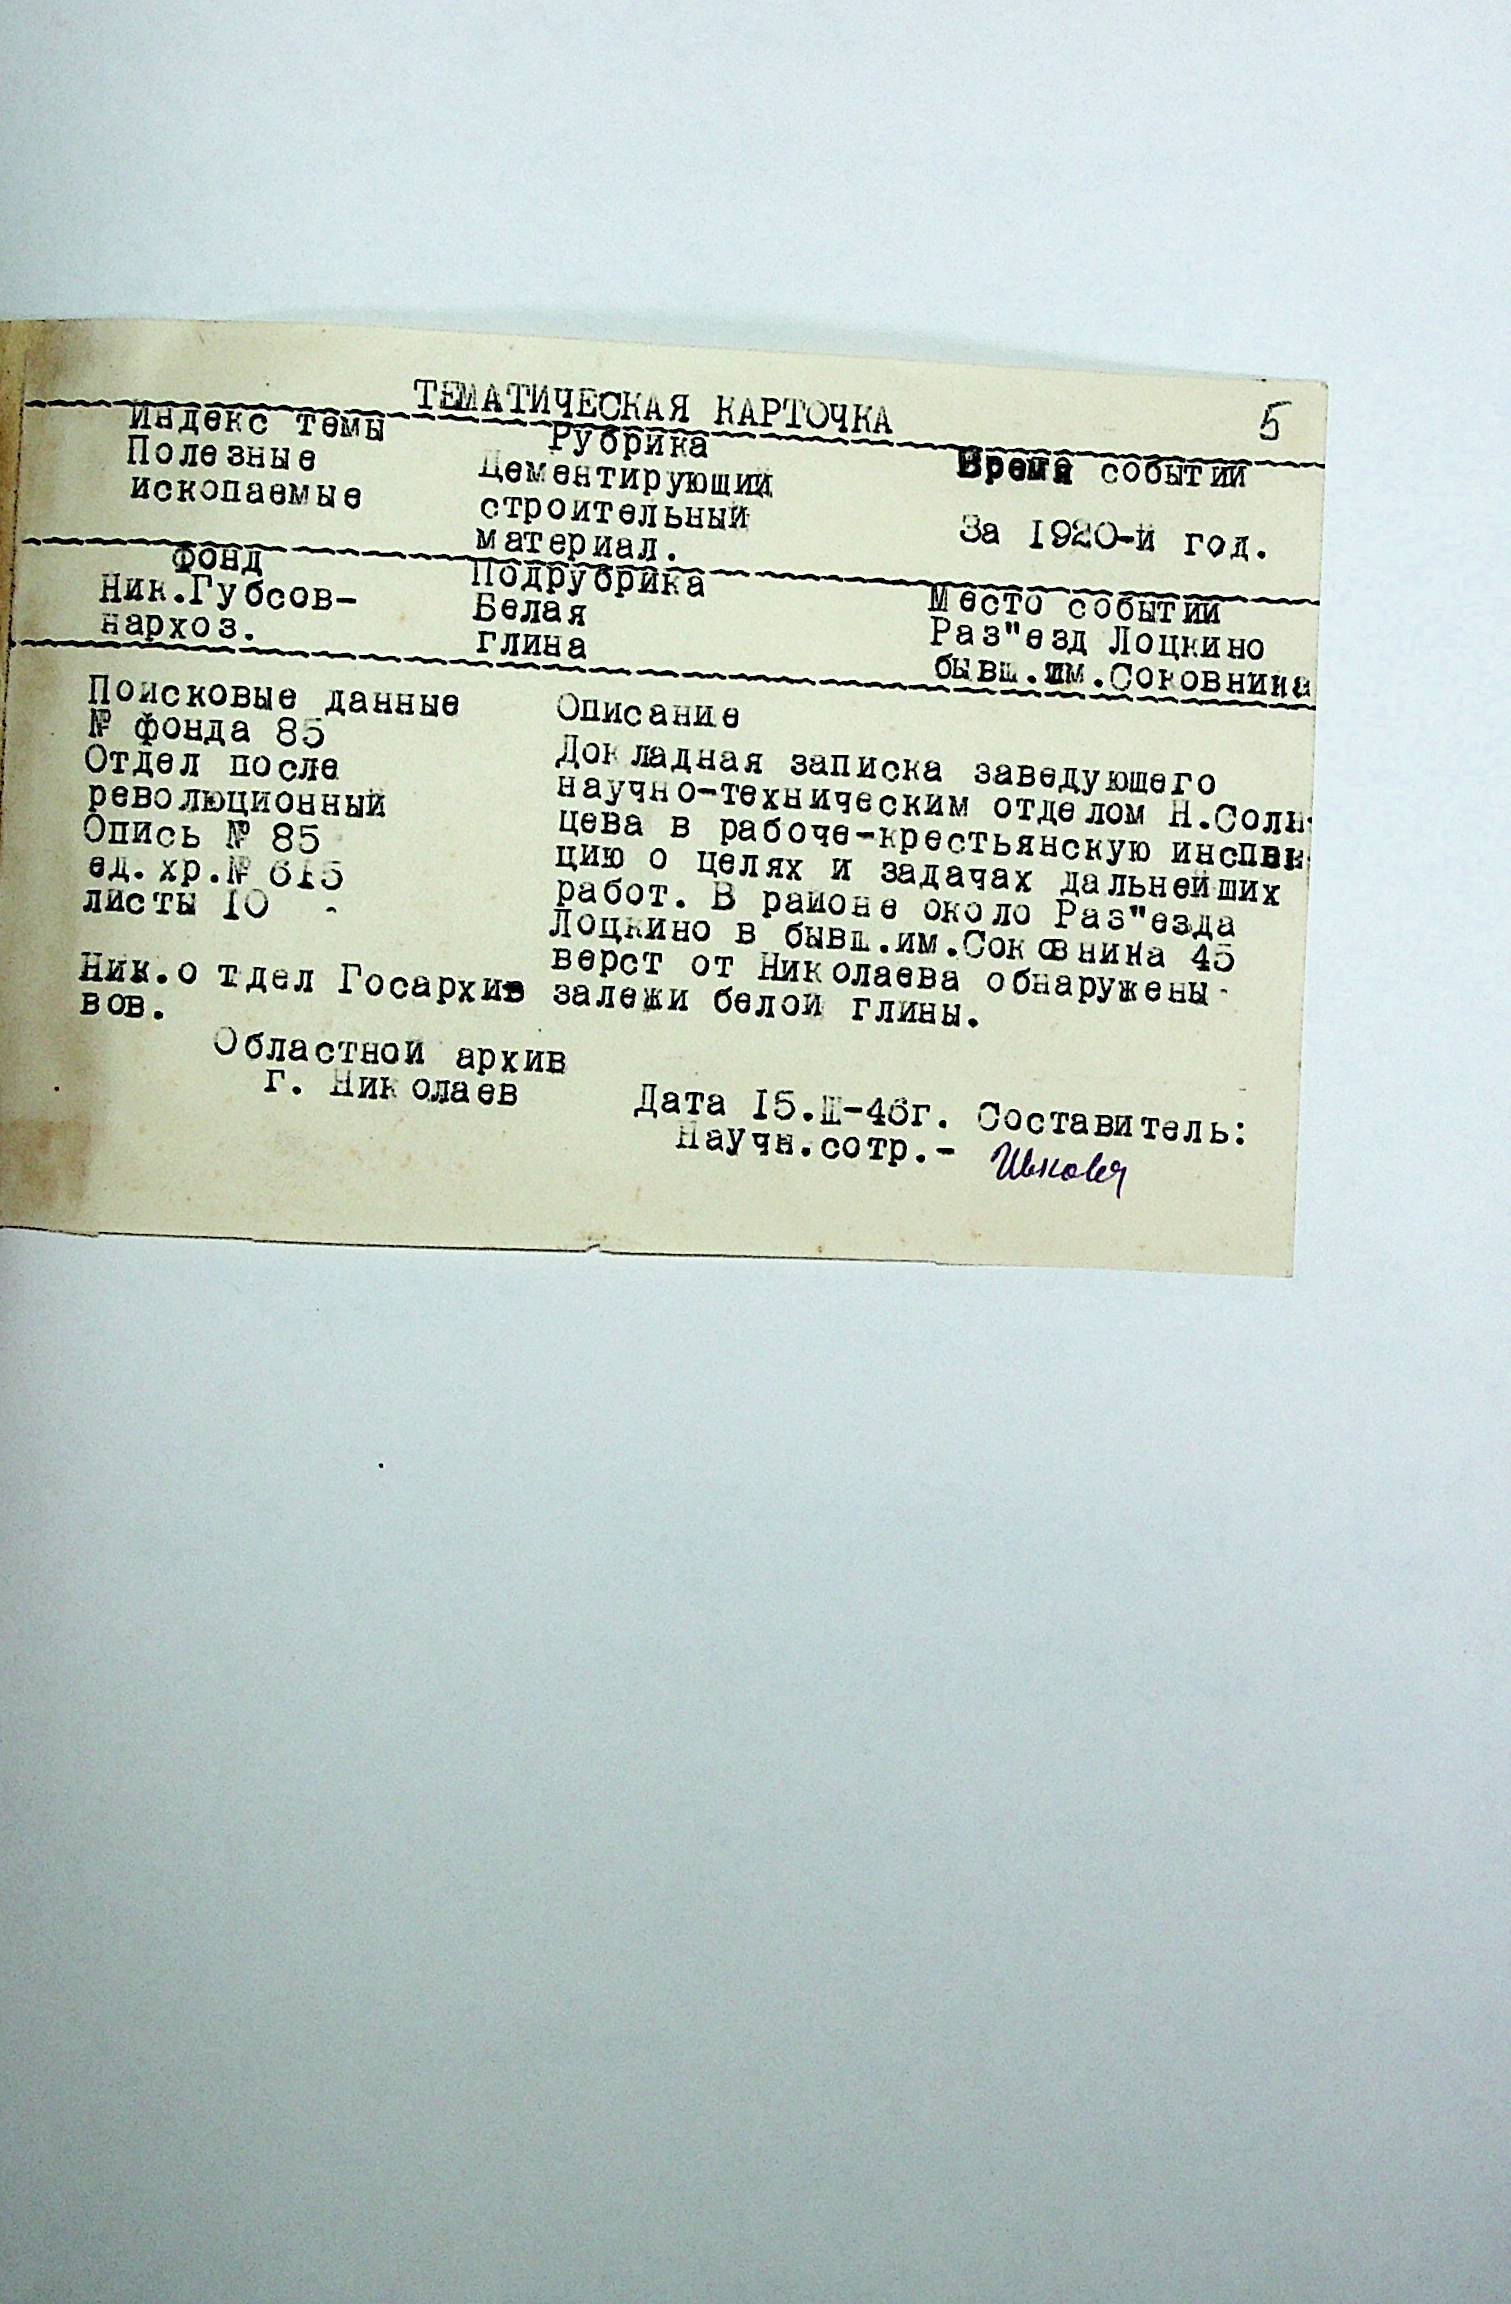 ТЕМАТИЧЕСКАЯ КАРТОЧКА
5
Индекс темы
Полезные
ископаемые
Рубрика
Цементирующий
строительный
материал.
Время событий
За 1920-й год.
Фонд
Ник.Губсов-
нархоз.
Подрубрика
Белая
глина
Место событий
Раз"езд Лоцкино
бывш.им.Соковнина
Поисковые данные
№ фонда 85
Отдел после
революционный
Опись № 85
ед. хр.№ 615
листы 10 -
Ник.отдел Госархив
вов.
Областной архив
г. Николаев
Описание
Докладная записка заведующего
научно-техническим отделом Н.Солн
цева в рабоче-крестьянскую инспек
цию о целях и задачах дальнейших
работ. В районе около Раз"езда
Лоцкино в бывш.им.Соковнина 45
верст от Николаева обнаружены
залежи белой глины.
Дата 15.II-46г. Составитель:
Научн.сотр.-